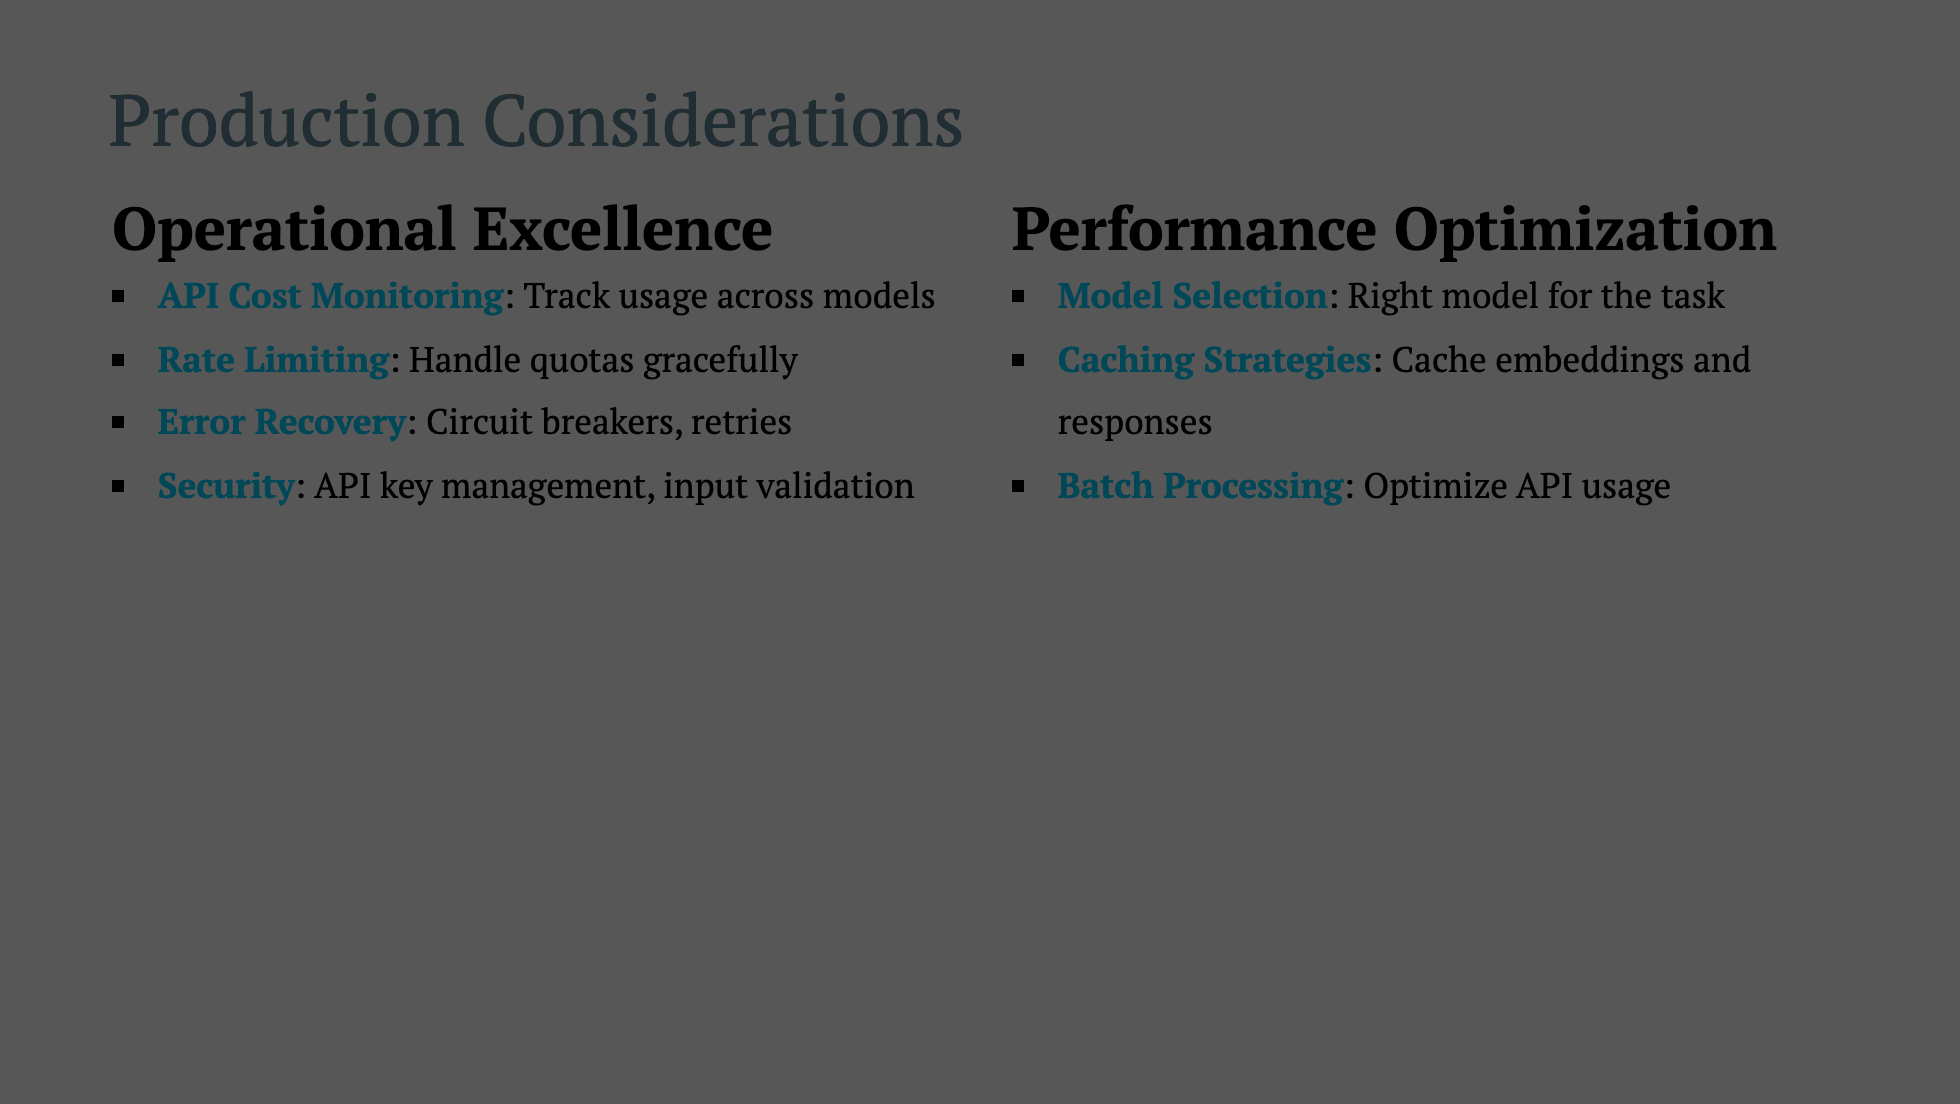 Production Considerations
Operational Excellence
▪ API Cost Monitoring: Track usage across models
▪ Rate Limiting: Handle quotas gracefully
▪ Error Recovery: Circuit breakers, retries
▪ Security: API key management, input validation
Performance Optimization
▪ Model Selection: Right model for the task
▪ Caching Strategies: Cache embeddings and
responses
▪ Batch Processing: Optimize API usage